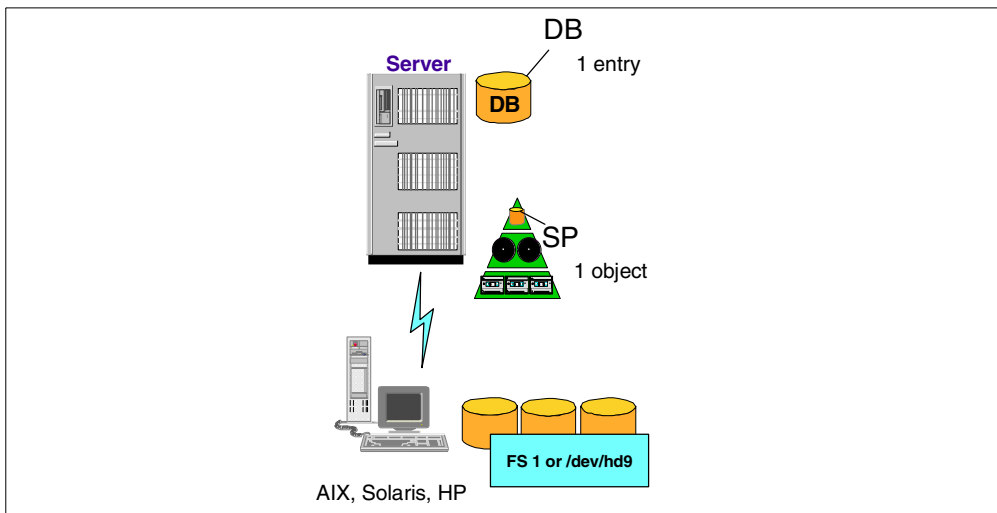 DB
1 entry
Server
DB
SP
1 object
FS 1 or /dev/hd9
AIX, Solaris, HP